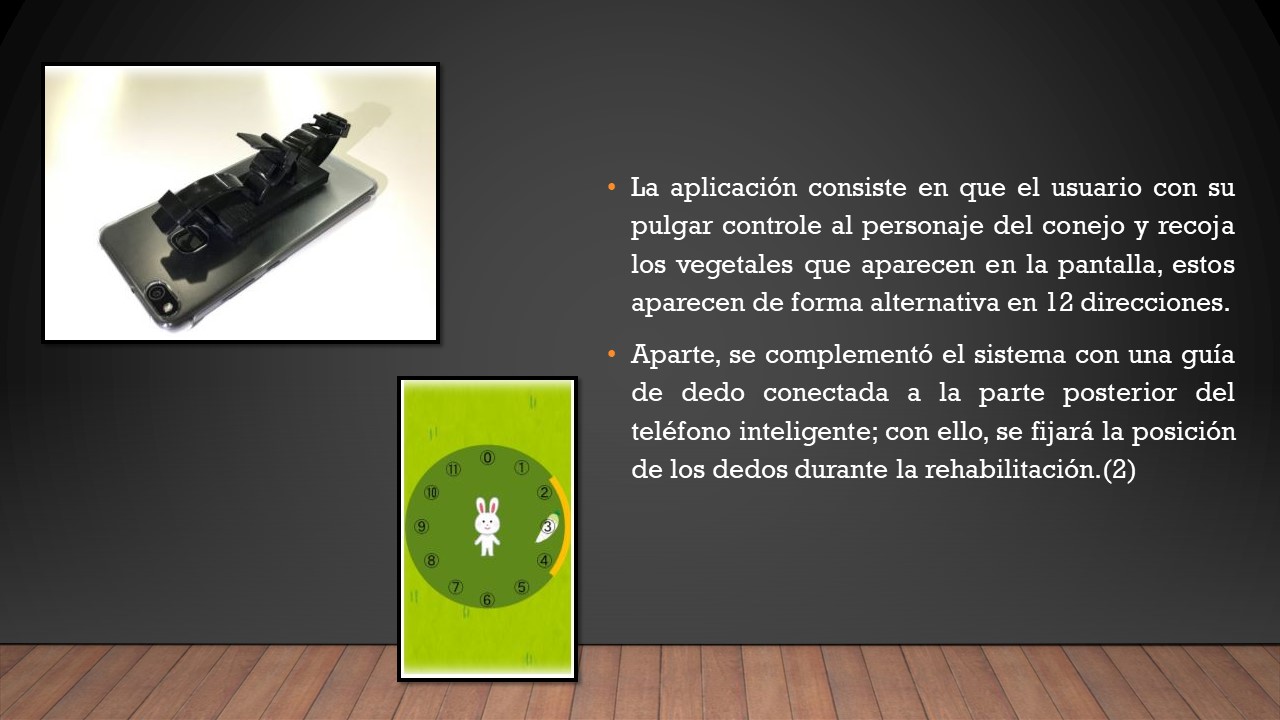 • La aplicación consiste en que el usuario con su
pulgar controle al personaje del conejo y recoja
los vegetales que aparecen en la pantalla, estos
aparecen de forma alternativa en 12 direcciones.
• Aparte, se complementó el sistema con una guía
de dedo conectada a la parte posterior del
teléfono inteligente; con ello, se fijará la posición
de los dedos durante la rehabilitación.(2)
⓪
⑪ ①
⑩ ②
⑨ ③
⑧ ④
⑦ ⑤
⑥